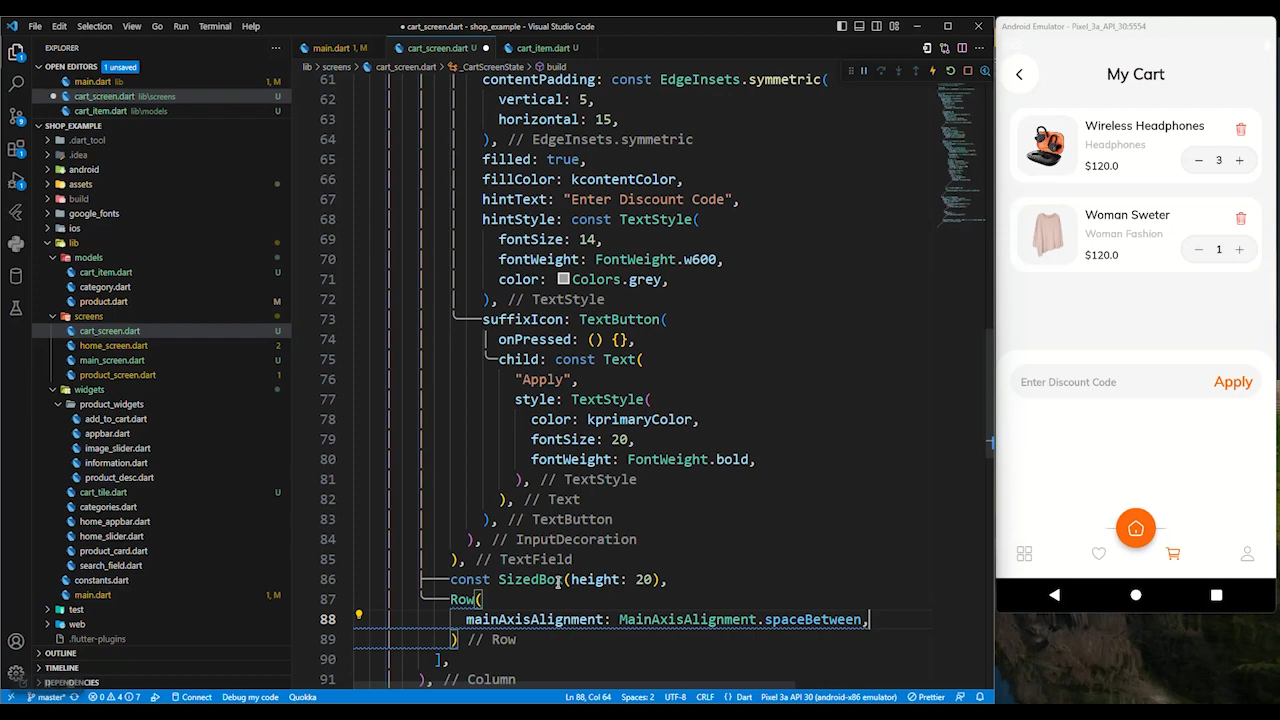 File Edit Selection View Go Run Terminal Help
● cart_screen.dart - shop_example - Visual Studio Code
Android Emulator - Pixel_3a_API_30:5554
EXPLORER
OPEN EDITORS 1 unsaved
main.dart lib 1, M
cart_screen.dart lib\screens U
cart_item.dart lib\models U
SHOP_EXAMPLE
.dart_tool
.idea
android
assets
build
google_fonts
ios
lib
models
cart_item.dart U
category.dart
product.dart M
screens
cart_screen.dart U
home_screen.dart 2
main_screen.dart U
product_screen.dart 1
widgets
product_widgets
add_to_cart.dart
appbar.dart
image_slider.dart
information.dart
product_desc.dart
cart_tile.dart U
categories.dart
home_appbar.dart
home_slider.dart
product_card.dart
search_field.dart
constants.dart
main.dart 1, M
test
web
.flutter-plugins
OUTLINE
TIMELINE
DEPENDENCIES
main.dart 1, M
cart_screen.dart U ●
cart_item.dart U
lib > screens > cart_screen.dart > _CartScreenState > build
61 contentPadding: const EdgeInsets.symmetric(
62 vertical: 5,
63 horizontal: 15,
64 ), // EdgeInsets.symmetric
65 filled: true,
66 fillColor: kcontentColor,
67 hintText: "Enter Discount Code",
68 hintStyle: const TextStyle(
69 fontSize: 14,
70 fontWeight: FontWeight.w600,
71 color: Colors.grey,
72 ), // TextStyle
73 suffixIcon: TextButton(
74 onPressed: () {},
75 child: const Text(
76 "Apply",
77 style: TextStyle(
78 color: kprimaryColor,
79 fontSize: 20,
80 fontWeight: FontWeight.bold,
81 ), // TextStyle
82 ), // Text
83 ), // TextButton
84 ), // InputDecoration
85 ), // TextField
86 const SizedBox(height: 20),
87 Row(
88 mainAxisAlignment: MainAxisAlignment.spaceBetween,
89 ) // Row
90 ],
91 ), // Column
My Cart
Wireless Headphones
Headphones
$120.0
− 3 +
Woman Sweter
Woman Fashion
$120.0
− 1 +
Enter Discount Code
Apply
master* 0 4 7 Connect Debug my code Quokka
Ln 88, Col 64 Spaces: 2 UTF-8 CRLF {} Dart Pixel 3a API 30 (android-x86 emulator) Prettier